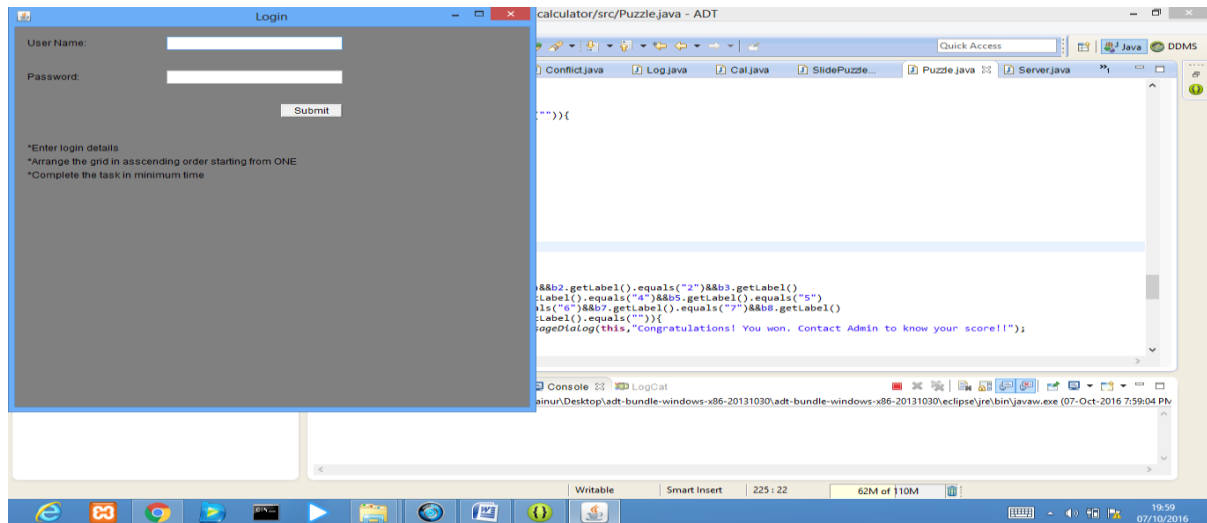 Login
calculator/src/Puzzle.java - ADT
User Name:
Password:
Submit
*Enter login details
*Arrange the grid in asscending order starting from ONE
*Complete the task in minimum time
Quick Access
Java
DDMS
Conflict.java
Log.java
Cal.java
SlidePuzzle...
Puzzle.java
Server.java
»1
"")){
&&b2.getLabel().equals("2")&&b3.getLabel()
Label().equals("4")&&b5.getLabel().equals("5")
ls("6")&&b7.getLabel().equals("7")&&b8.getLabel()
Label().equals("")){
ageDialog(this,"Congratulations! You won. Contact Admin to know your score!!");
Console
LogCat
ainur\Desktop\adt-bundle-windows-x86-20131030\adt-bundle-windows-x86-20131030\eclipse\jre\bin\javaw.exe (07-Oct-2016 7:59:04 PM
Writable
Smart Insert
225 : 22
62M of 110M
19:59
07/10/2016